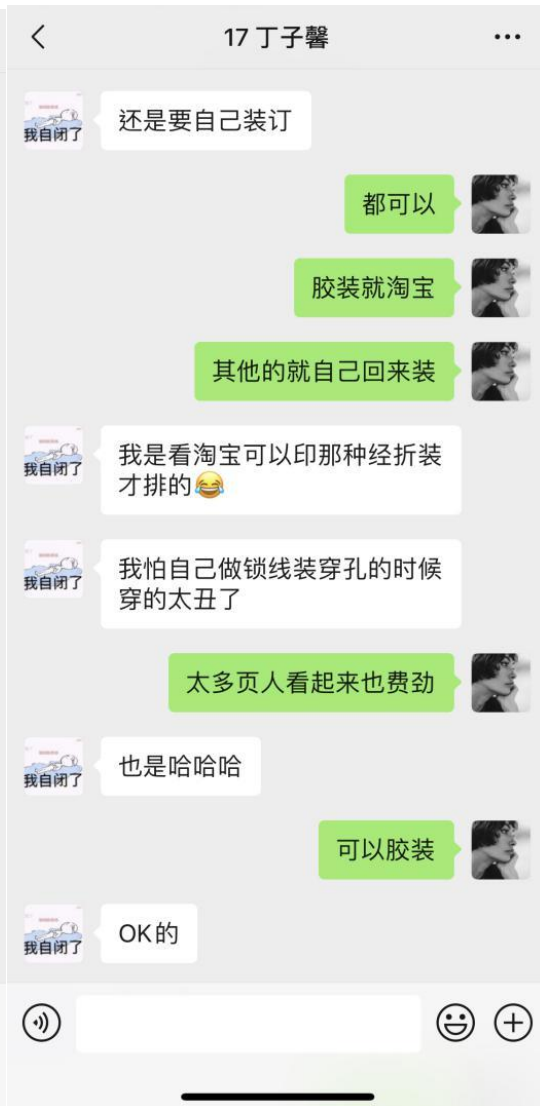 17 丁子馨
我自闭了
还是要自己装订
都可以
胶装就淘宝
其他的就自己回来装
我自闭了
我是看淘宝可以印那种经折装
才排的😂
我自闭了
我怕自己做锁线装穿孔的时候
穿的太丑了
太多页人看起来也费劲
我自闭了
也是哈哈哈
可以胶装
我自闭了
OK的